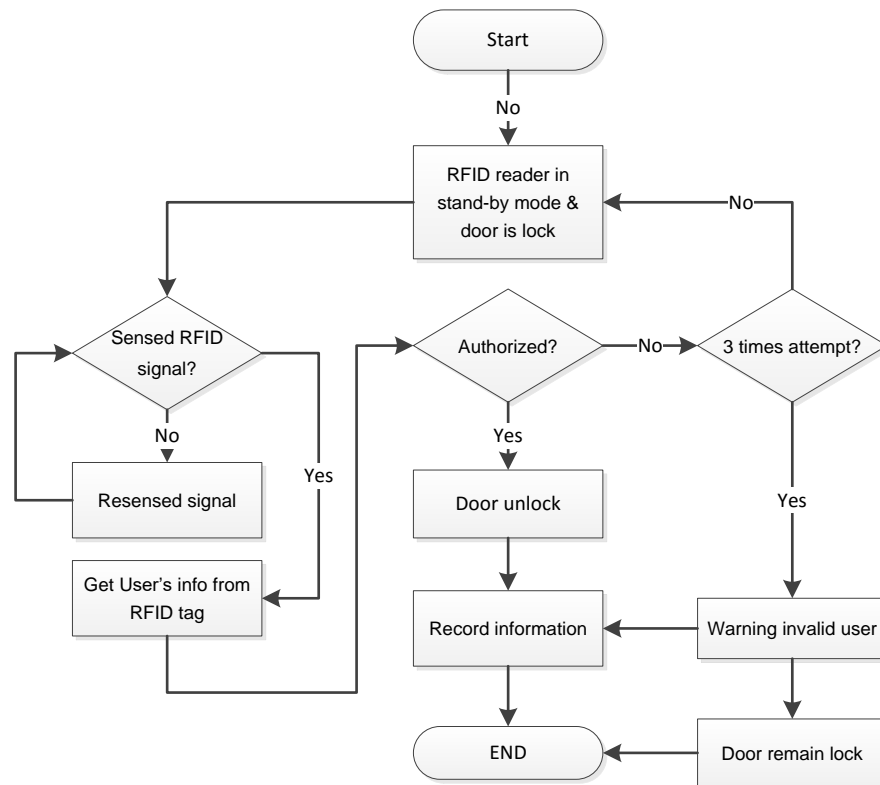 Start
No
RFID reader in
stand-by mode &
door is lock
No
Sensed RFID
signal?
Authorized?
No
3 times attempt?
No
Yes
Yes
Yes
Resensed signal
Door unlock
Get User's info from
RFID tag
Record information
Warning invalid user
END
Door remain lock